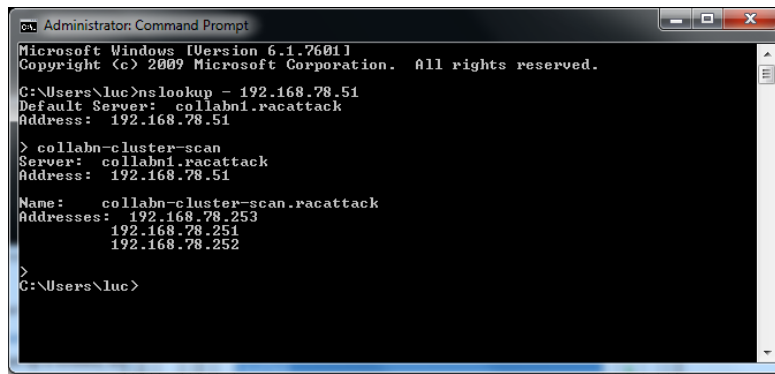 Administrator: Command Prompt
Microsoft Windows [Version 6.1.7601]
Copyright (c) 2009 Microsoft Corporation.  All rights reserved.
C:\Users\luc>nslookup - 192.168.78.51
Default Server:  collabn1.racattack
Address:  192.168.78.51
> collabn-cluster-scan
Server:  collabn1.racattack
Address:  192.168.78.51
Name:    collabn-cluster-scan.racattack
Addresses:  192.168.78.253
192.168.78.251
192.168.78.252
>
C:\Users\luc>